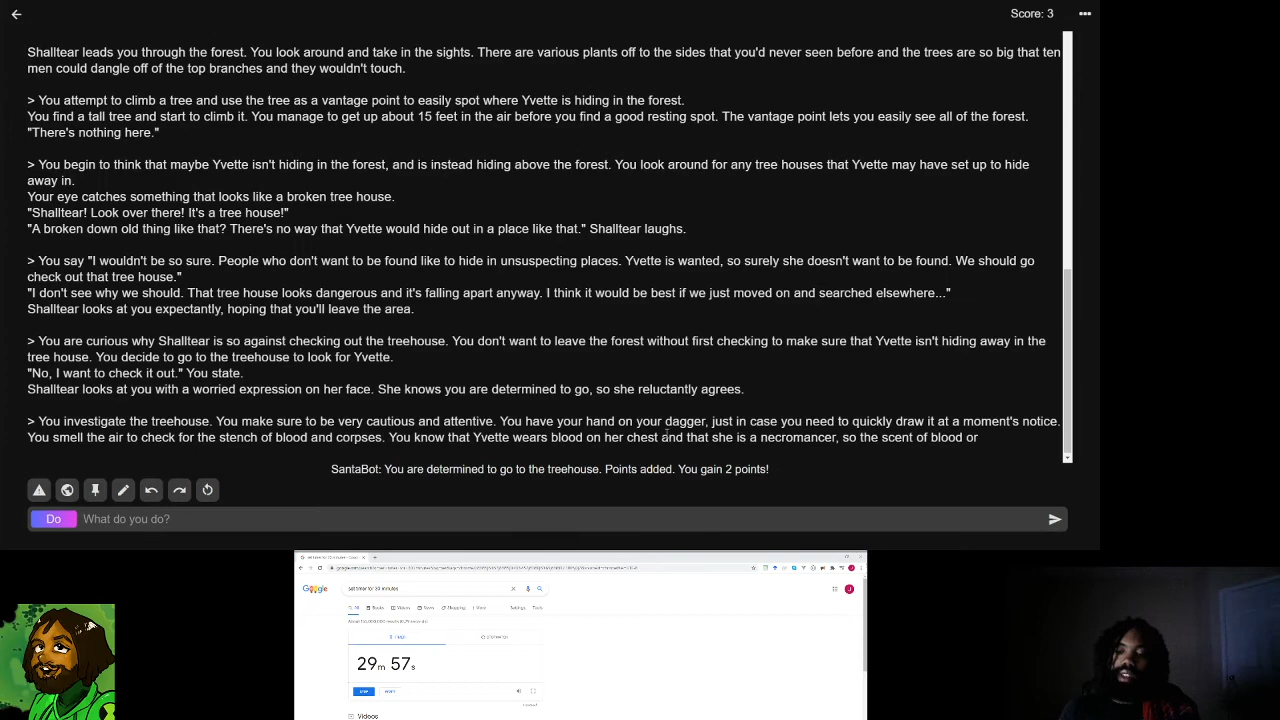 Score: 3
Shalltear leads you through the forest. You look around and take in the sights. There are various plants off to the sides that you'd never seen before and the trees are so big that ten
men could dangle off of the top branches and they wouldn't touch.
> You attempt to climb a tree and use the tree as a vantage point to easily spot where Yvette is hiding in the forest.
You find a tall tree and start to climb it. You manage to get up about 15 feet in the air before you find a good resting spot. The vantage point lets you easily see all of the forest.
"There's nothing here."
> You begin to think that maybe Yvette isn't hiding in the forest, and is instead hiding above the forest. You look around for any tree houses that Yvette may have set up to hide
away in.
Your eye catches something that looks like a broken tree house.
"Shalltear! Look over there! It's a tree house!"
"A broken down old thing like that? There's no way that Yvette would hide out in a place like that." Shalltear laughs.
> You say "I wouldn't be so sure. People who don't want to be found like to hide in unsuspecting places. Yvette is wanted, so surely she doesn't want to be found. We should go
check out that tree house."
"I don't see why we should. That tree house looks dangerous and it's falling apart anyway. I think it would be best if we just moved on and searched elsewhere..."
Shalltear looks at you expectantly, hoping that you'll leave the area.
> You are curious why Shalltear is so against checking out the treehouse. You don't want to leave the forest without first checking to make sure that Yvette isn't hiding away in the
tree house. You decide to go to the treehouse to look for Yvette.
"No, I want to check it out." You state.
Shalltear looks at you with a worried expression on her face. She knows you are determined to go, so she reluctantly agrees.
> You investigate the treehouse. You make sure to be very cautious and attentive. You have your hand on your dagger, just in case you need to quickly draw it at a moment's notice.
You smell the air to check for the stench of blood and corpses. You know that Yvette wears blood on her chest and that she is a necromancer, so the scent of blood or
SantaBot: You are determined to go to the treehouse. Points added. You gain 2 points!
Do What do you do?
Google set timer for 30 minutes
All Videos News Shopping More Settings Tools
29m 57s
STOP RESET
Videos